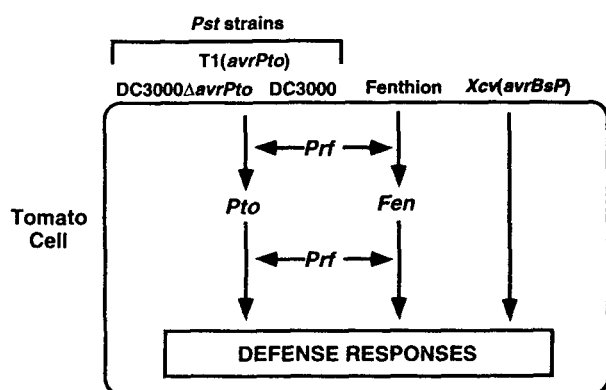 Pst strains
T1(avrPto)
DC3000ΔavrPto DC3000 Fenthion Xcv(avrBsP)
Prf
Tomato
Cell
Pto Fen
Prf
DEFENSE RESPONSES